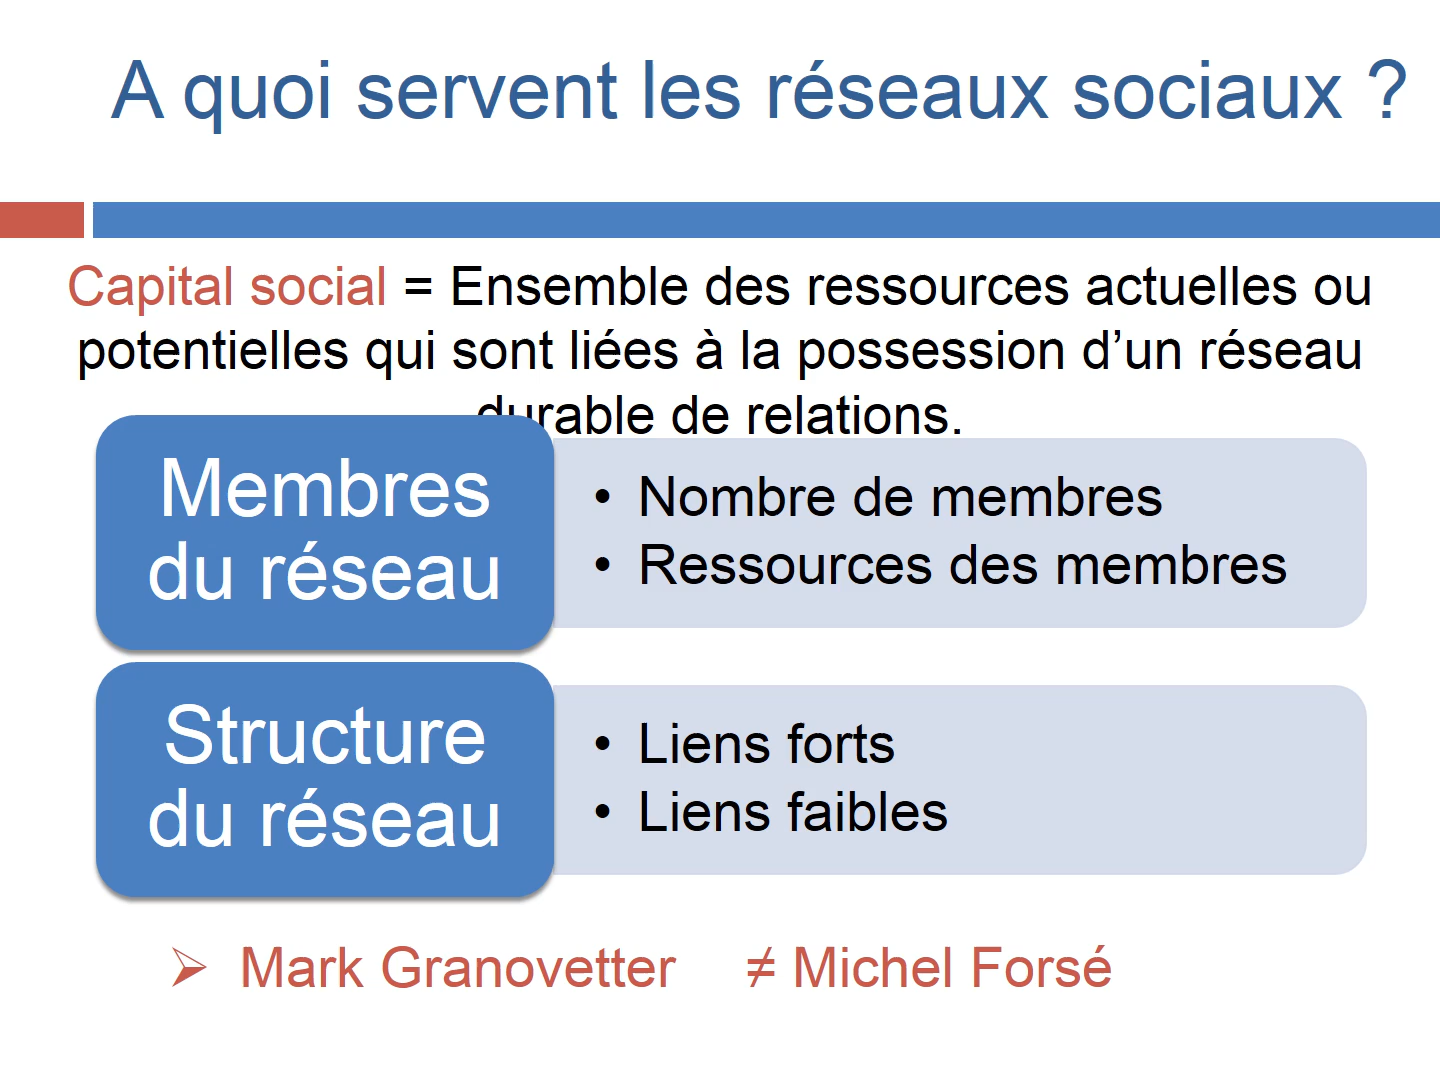 A quoi servent les réseaux sociaux ?
Capital social = Ensemble des ressources actuelles ou
potentielles qui sont liées à la possession d’un réseau
durable de relations.
Membres
du réseau
• Nombre de membres
• Ressources des membres
Structure
du réseau
• Liens forts
• Liens faibles
➢ Mark Granovetter ≠ Michel Forsé